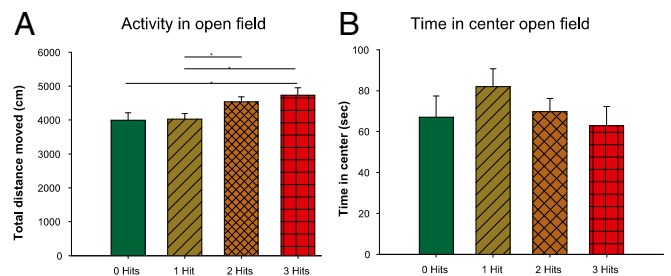 A
Activity in open field
Total distance moved (cm)
6000
5000
4000
3000
2000
1000
0
0 Hits
1 Hit
2 Hits
3 Hits
B
Time in center open field
Time in center (sec)
100
80
60
40
20
0
0 Hits
1 Hit
2 Hits
3 Hits